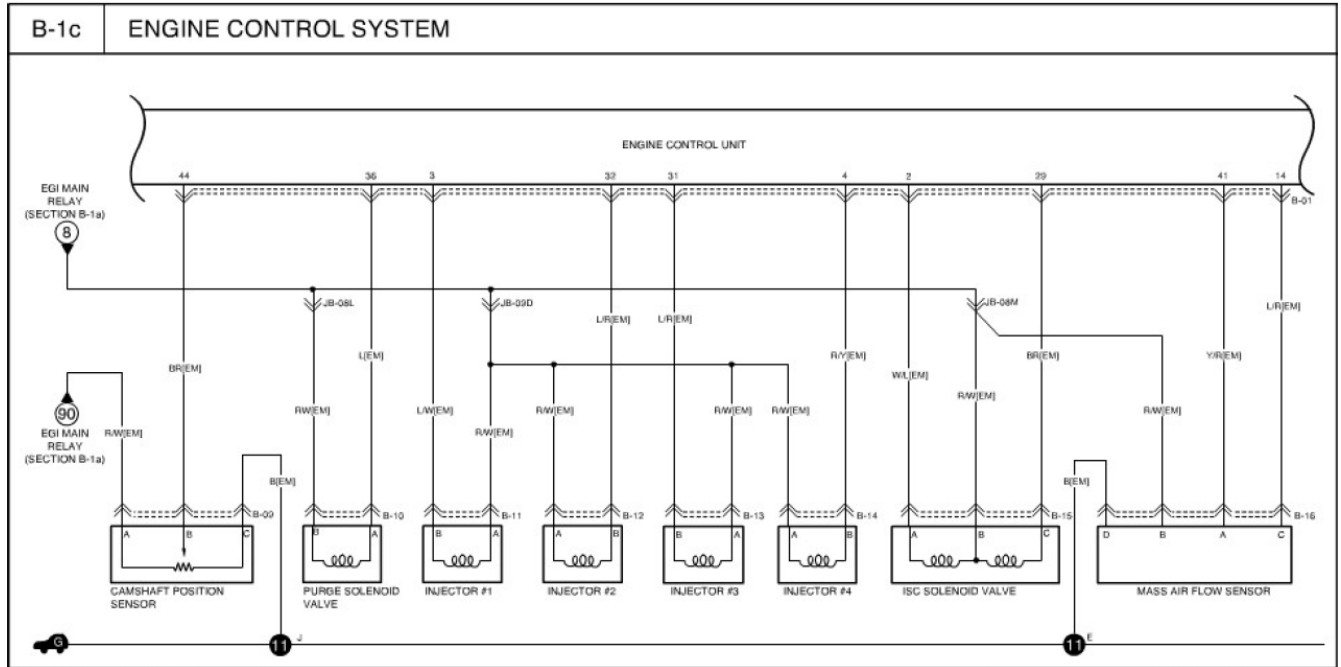 B-1c ENGINE CONTROL SYSTEM
ENGINE CONTROL UNIT
44 36 3 32 31 4 2 29 41 14
B-01
EGI MAIN
RELAY
(SECTION B-1a)
8
JB-08L JB-09D JB-08M
L/R[EM] L/R[EM] L/R[EM]
BR[EM] L[EM] R/Y[EM] W/L[EM] BR[EM] Y/R[EM]
90
EGI MAIN
RELAY
(SECTION B-1a)
R/W[EM] RW[EM] L/W[EM] R/W[EM] R/W[EM] R/W[EM] R/W[EM] R/W[EM] R/W[EM]
B[EM] B[EM]
B-09 B-10 B-11 B-12 B-13 B-14 B-15 B-16
A B C B A B A A B B A A B A B C D B A C
CAMSHAFT POSITION
SENSOR
PURGE SOLENOID
VALVE
INJECTOR #1
INJECTOR #2
INJECTOR #3
INJECTOR #4
ISC SOLENOID VALVE
MASS AIR FLOW SENSOR
G 11 J 11 E